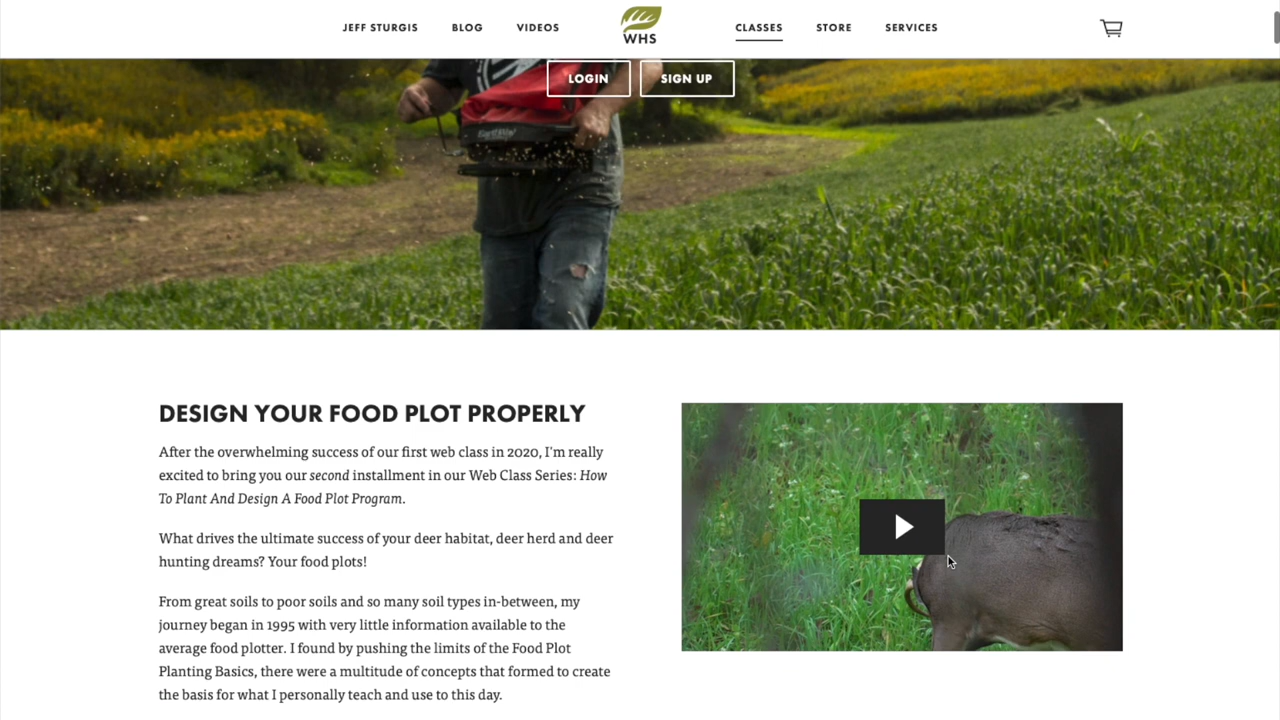 JEFF STURGIS BLOG VIDEOS WHS CLASSES STORE SERVICES
LOGIN SIGN UP
EarthWay
DESIGN YOUR FOOD PLOT PROPERLY
After the overwhelming success of our first web class in 2020, I'm really
excited to bring you our second installment in our Web Class Series: How
To Plant And Design A Food Plot Program.
What drives the ultimate success of your deer habitat, deer herd and deer
hunting dreams? Your food plots!
From great soils to poor soils and so many soil types in-between, my
journey began in 1995 with very little information available to the
average food plotter. I found by pushing the limits of the Food Plot
Planting Basics, there were a multitude of concepts that formed to create
the basis for what I personally teach and use to this day.